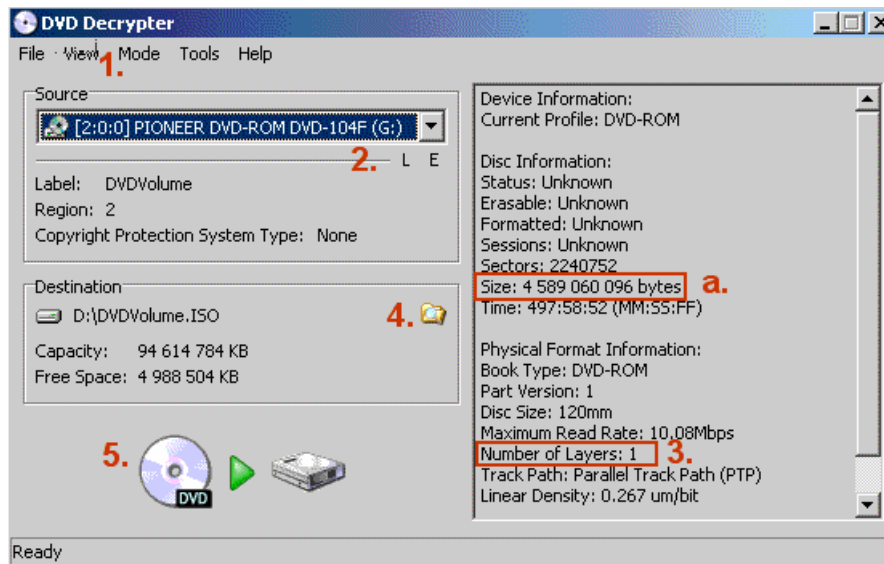 DVD Decrypter
File View Mode Tools Help
1.
Source
[2:0:0] PIONEER DVD-ROM DVD-104F (G:)
2. L E
Label: DVDVolume
Region: 2
Copyright Protection System Type: None
Destination
D:\DVDVolume.ISO
4.
Capacity: 94 614 784 KB
Free Space: 4 988 504 KB
5.
DVD
Device Information:
Current Profile: DVD-ROM
Disc Information:
Status: Unknown
Erasable: Unknown
Formatted: Unknown
Sessions: Unknown
Sectors: 2240752
Size: 4 589 060 096 bytes a.
Time: 497:58:52 (MM:SS:FF)
Physical Format Information:
Book Type: DVD-ROM
Part Version: 1
Disc Size: 120mm
Maximum Read Rate: 10,08Mbps
Number of Layers: 1 3.
Track Path: Parallel Track Path (PTP)
Linear Density: 0.267 um/bit
Ready